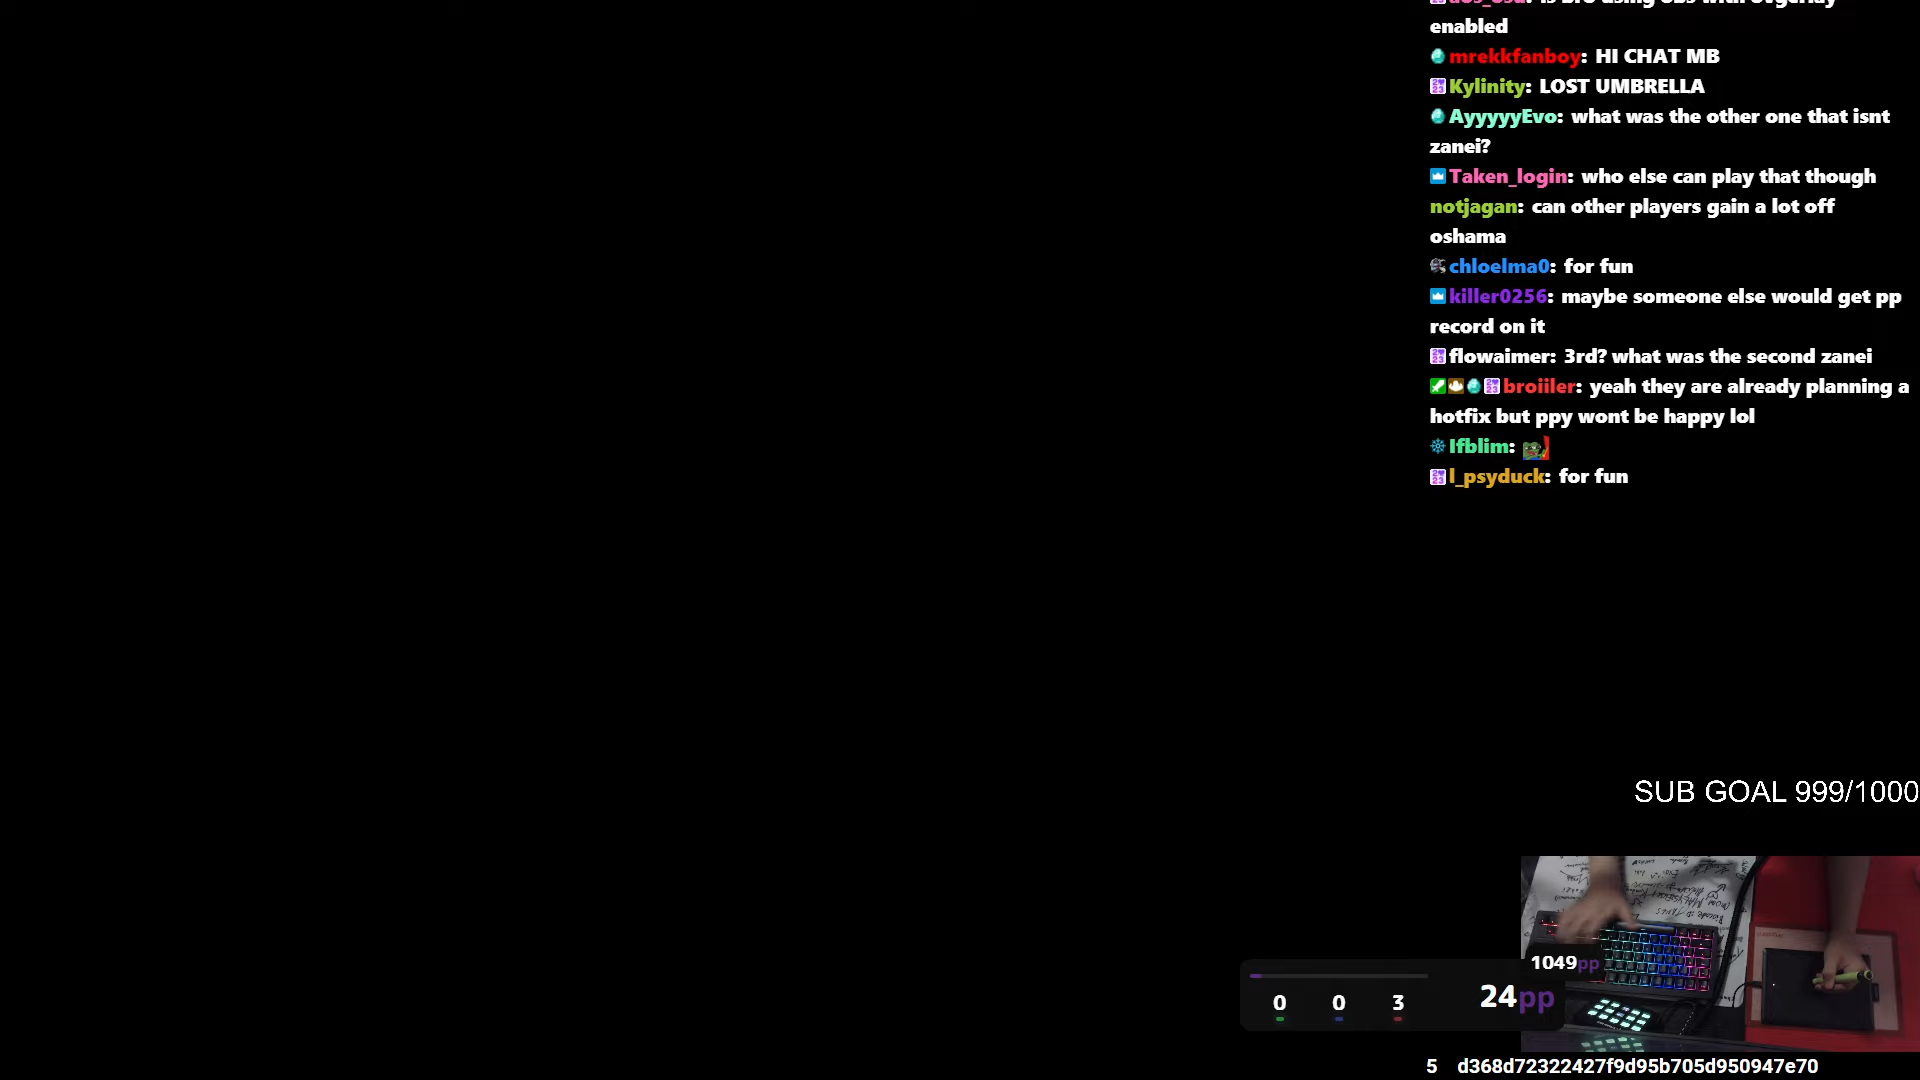 enabled
mrekkfanboy: HI CHAT MB
Kylinity: LOST UMBRELLA
AyyyyyEvo: what was the other one that isnt
zanei?
Taken_login: who else can play that though
notjagan: can other players gain a lot off
oshama
chloelma0: for fun
killer0256: maybe someone else would get pp
record on it
flowaimer: 3rd? what was the second zanei
broiiler: yeah they are already planning a
hotfix but ppy wont be happy lol
lfblim:
l_psyduck: for fun
SUB GOAL 999/1000
1049pp
0 0 3 24pp
5 d368d72322427f9d95b705d950947e70